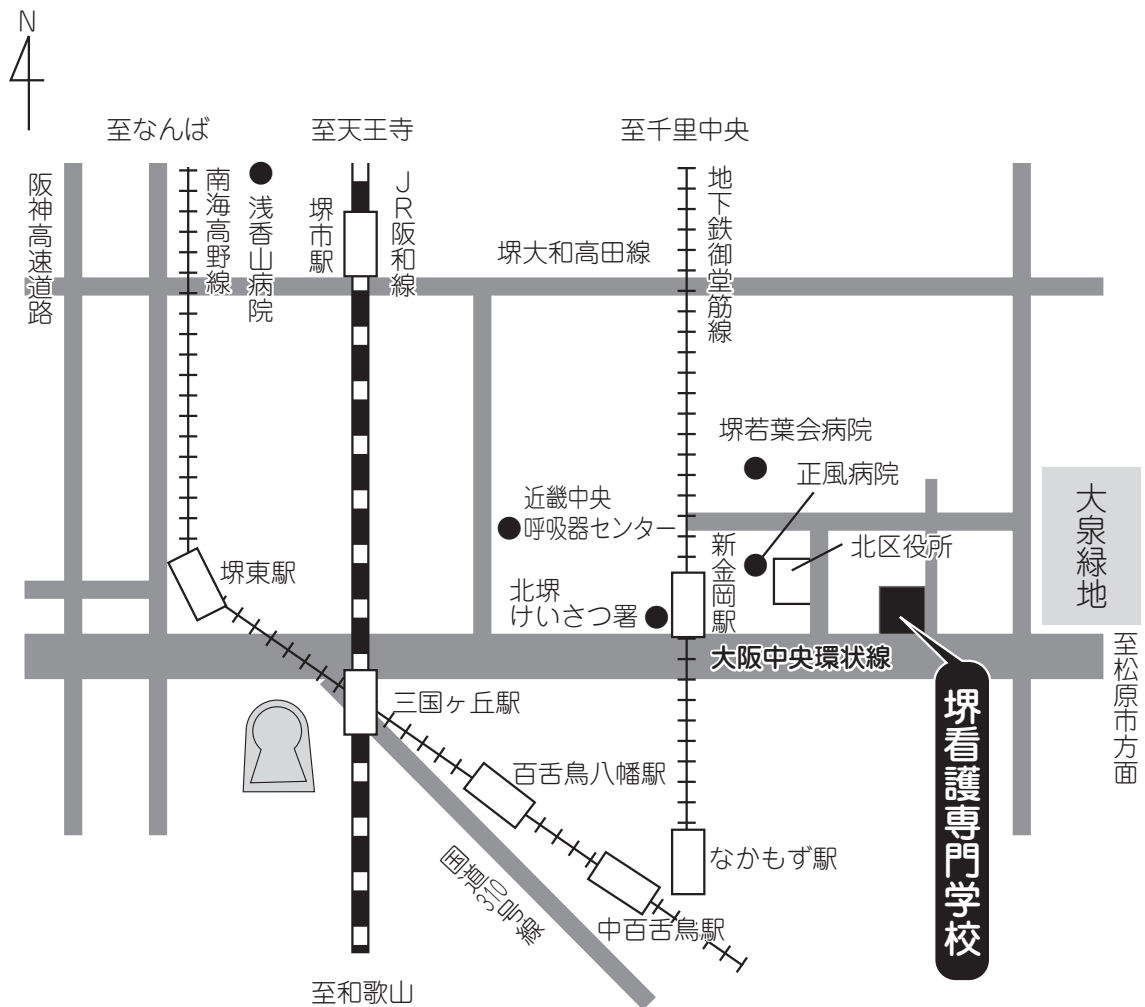 N
至なんば
至天王寺
至千里中央
阪神高速道路
南海高野線
浅香山病院
堺市駅
JR阪和線
堺大和高田線
地下鉄御堂筋線
堺若葉会病院
正風病院
近畿中央
呼吸器センター
新金岡駅
北区役所
大泉緑地
堺東駅
北堺
けいさつ署
大阪中央環状線
至松原市方面
三国ヶ丘駅
堺看護専門学校
百舌鳥八幡駅
なかもず駅
国道310号線
中百舌鳥駅
至和歌山